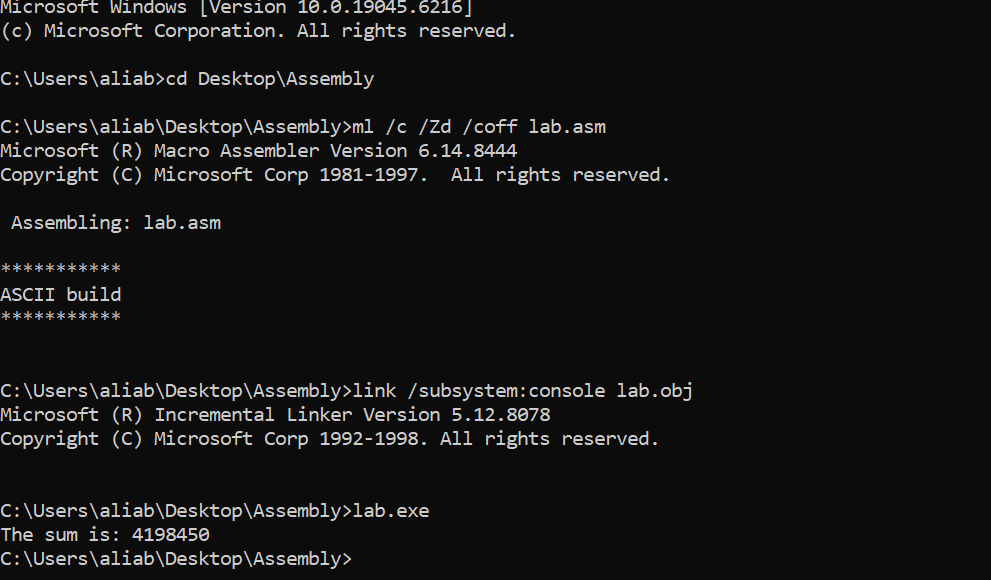 Microsoft Windows [Version 10.0.19045.6216]
(c) Microsoft Corporation. All rights reserved.
C:\Users\aliab>cd Desktop\Assembly
C:\Users\aliab\Desktop\Assembly>ml /c /Zd /coff lab.asm
Microsoft (R) Macro Assembler Version 6.14.8444
Copyright (C) Microsoft Corp 1981-1997.  All rights reserved.
 Assembling: lab.asm
***********
ASCII build
***********
C:\Users\aliab\Desktop\Assembly>link /subsystem:console lab.obj
Microsoft (R) Incremental Linker Version 5.12.8078
Copyright (C) Microsoft Corp 1992-1998. All rights reserved.
C:\Users\aliab\Desktop\Assembly>lab.exe
The sum is: 4198450
C:\Users\aliab\Desktop\Assembly>